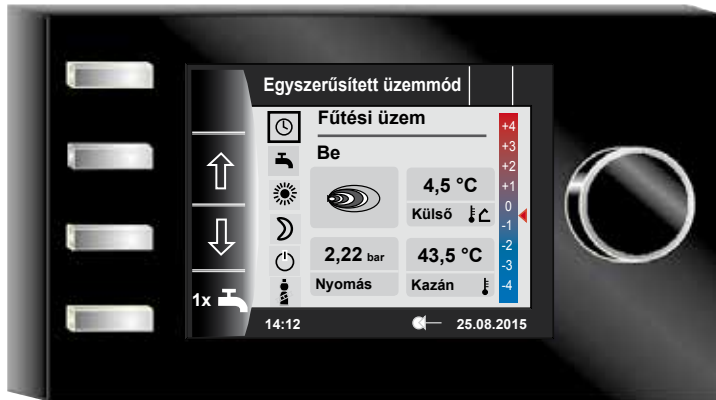 Egyszerűsített üzemmód
Fűtési üzem
Be
4,5 °C
Külső
2,22 bar
43,5 °C
Nyomás
Kazán
+4
+3
+2
+1
0
-1
-2
-3
-4
1x
14:12
25.08.2015